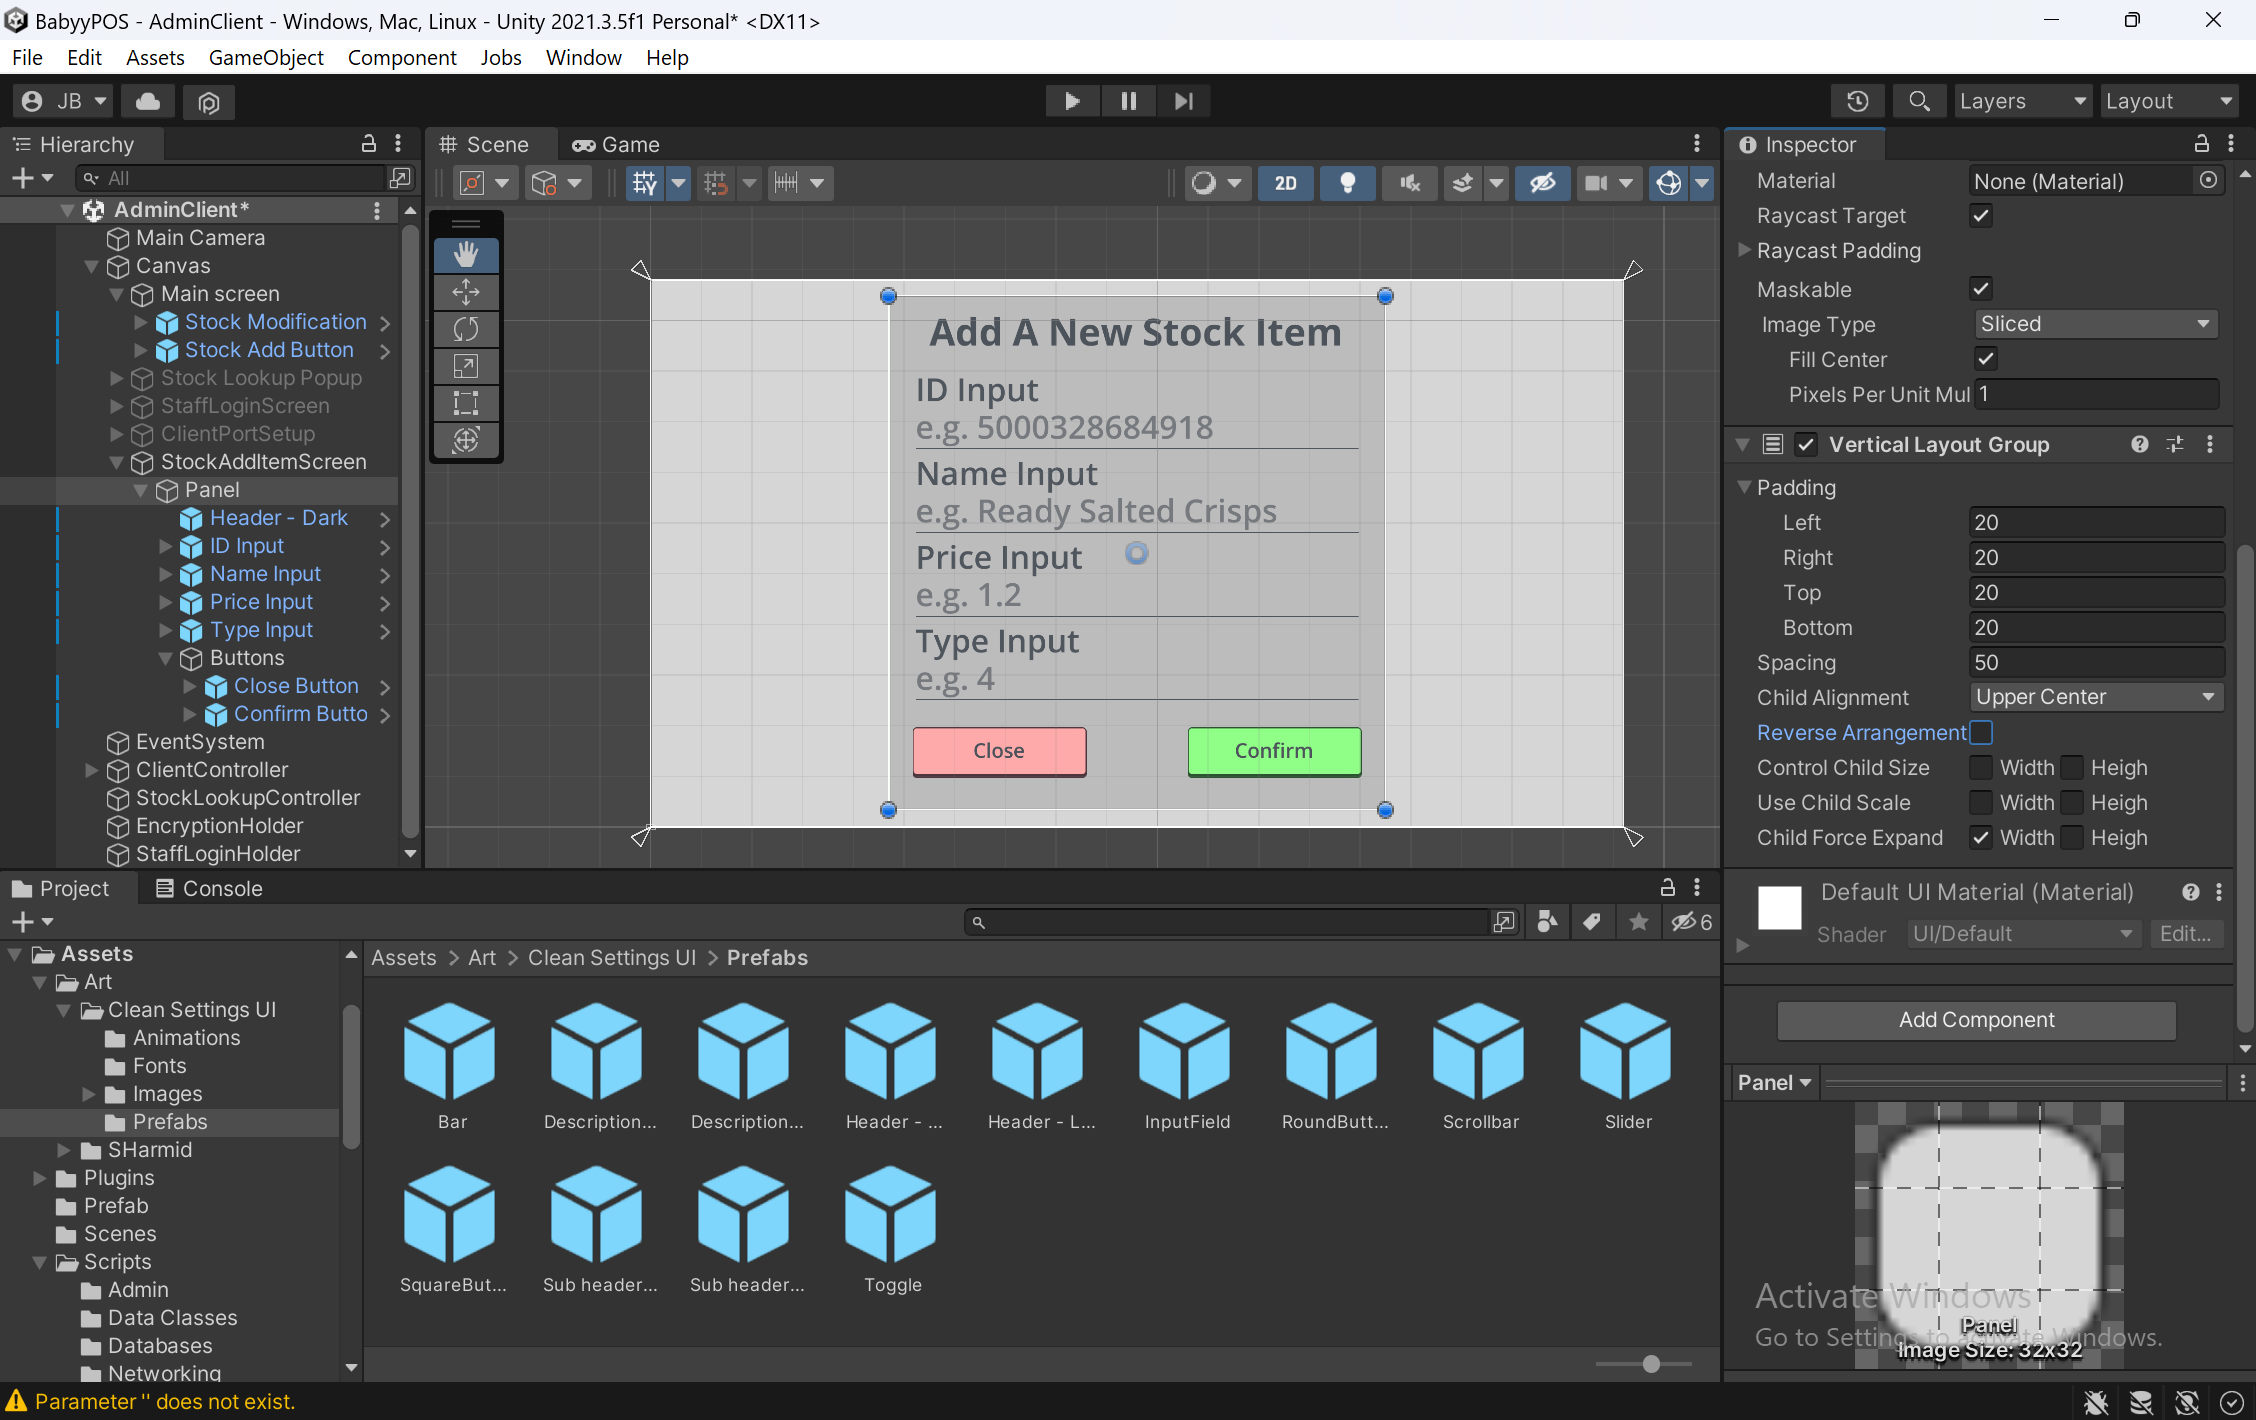 BabyyPOS - AdminClient - Windows, Mac, Linux - Unity 2021.3.5f1 Personal* <DX11>
File Edit Assets GameObject Component Jobs Window Help
JB
Layers
Layout
Hierarchy
All
AdminClient*
Main Camera
Canvas
Main screen
Stock Modification
Stock Add Button
Stock Lookup Popup
StaffLoginScreen
ClientPortSetup
StockAddItemScreen
Panel
Header - Dark
ID Input
Name Input
Price Input
Type Input
Buttons
Close Button
Confirm Butto
EventSystem
ClientController
StockLookupController
EncryptionHolder
StaffLoginHolder
Scene
Game
2D
Add A New Stock Item
ID Input
e.g. 5000328684918
Name Input
e.g. Ready Salted Crisps
Price Input
e.g. 1.2
Type Input
e.g. 4
Close
Confirm
Inspector
Material None (Material)
Raycast Target
Raycast Padding
Maskable
Image Type Sliced
Fill Center
Pixels Per Unit Mul 1
Vertical Layout Group
Padding
Left 20
Right 20
Top 20
Bottom 20
Spacing 50
Child Alignment Upper Center
Reverse Arrangement
Control Child Size Width Heigh
Use Child Scale Width Heigh
Child Force Expand Width Heigh
Default UI Material (Material)
Shader UI/Default Edit...
Add Component
Panel
Panel
Image Size: 32x32
Activate Windows
Go to Settings to activate Windows.
Project
Console
6
Assets
Art
Clean Settings UI
Animations
Fonts
Images
Prefabs
SHarmid
Plugins
Prefab
Scenes
Scripts
Admin
Data Classes
Databases
Networking
Assets > Art > Clean Settings UI > Prefabs
Bar
Description...
Description...
Header - ...
Header - L...
InputField
RoundButt...
Scrollbar
Slider
SquareBut...
Sub header...
Sub header...
Toggle
Parameter '' does not exist.